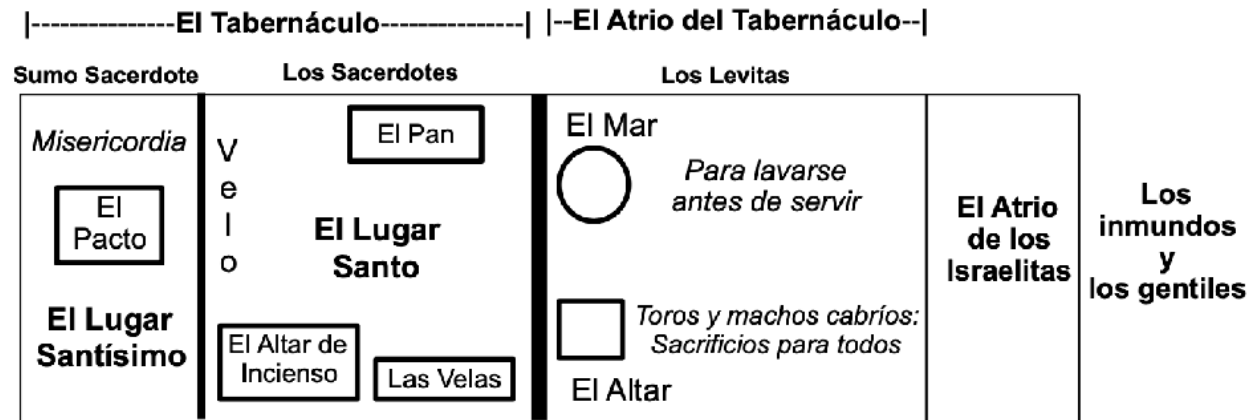 |--------------El Tabernáculo---------------| |--El Atrio del Tabernáculo--|
Sumo Sacerdote Los Sacerdotes Los Levitas
Misericordia
El
Pacto
El Lugar
Santísimo
Velo
El Pan
El Lugar
Santo
El Altar de
Incienso
Las Velas
El Mar
Para lavarse
antes de servir
Toros y machos cabríos:
Sacrificios para todos
El Altar
El Atrio
de los
Israelitas
Los
inmundos
y
los gentiles